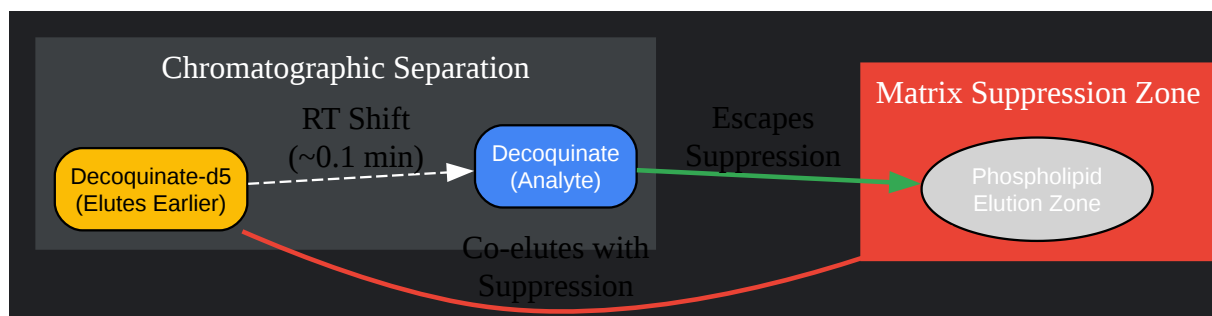 Chromatographic Separation
RT Shift
(~0.1 min)
Decoquinate-d5
(Elutes Earlier)
Decoquinate
(Analyte)
Escapes
Suppression
Co-elutes with
Suppression
Matrix Suppression Zone
Phospholipid
Elution Zone